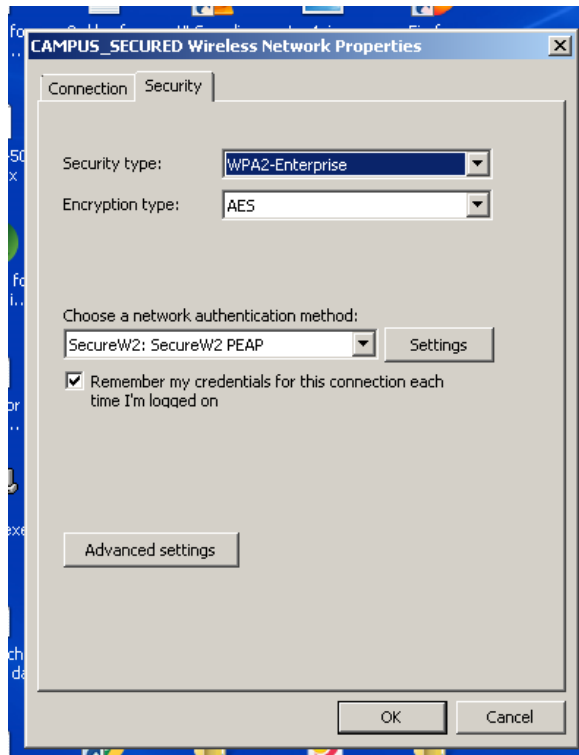 CAMPUS_SECURED Wireless Network Properties
Connection Security
Security type: WPA2-Enterprise
Encryption type: AES
Choose a network authentication method:
SecureW2: SecureW2 PEAP Settings
Remember my credentials for this connection each
time I'm logged on
Advanced settings
OK Cancel